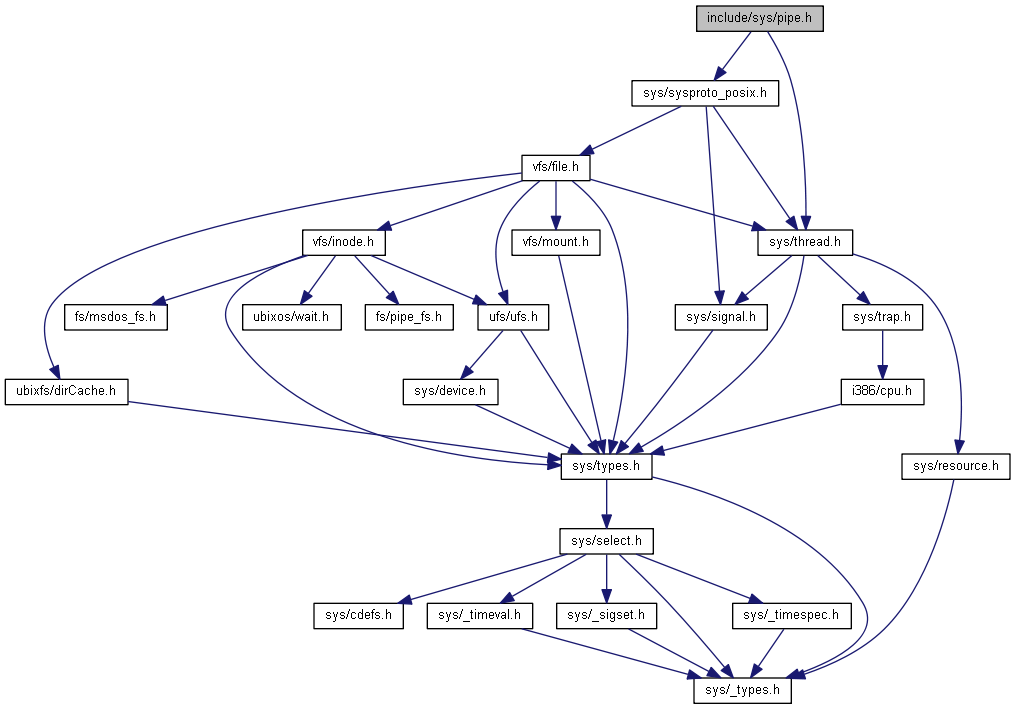 include/sys/pipe.h
sys/sysproto_posix.h
vfs/file.h
vfs/inode.h
vfs/mount.h
sys/thread.h
fs/msdos_fs.h
ubixos/wait.h
fs/pipe_fs.h
ufs/ufs.h
sys/signal.h
sys/trap.h
ubixfs/dirCache.h
sys/device.h
i386/cpu.h
sys/types.h
sys/resource.h
sys/select.h
sys/cdefs.h
sys/_timeval.h
sys/_sigset.h
sys/_timespec.h
sys/_types.h